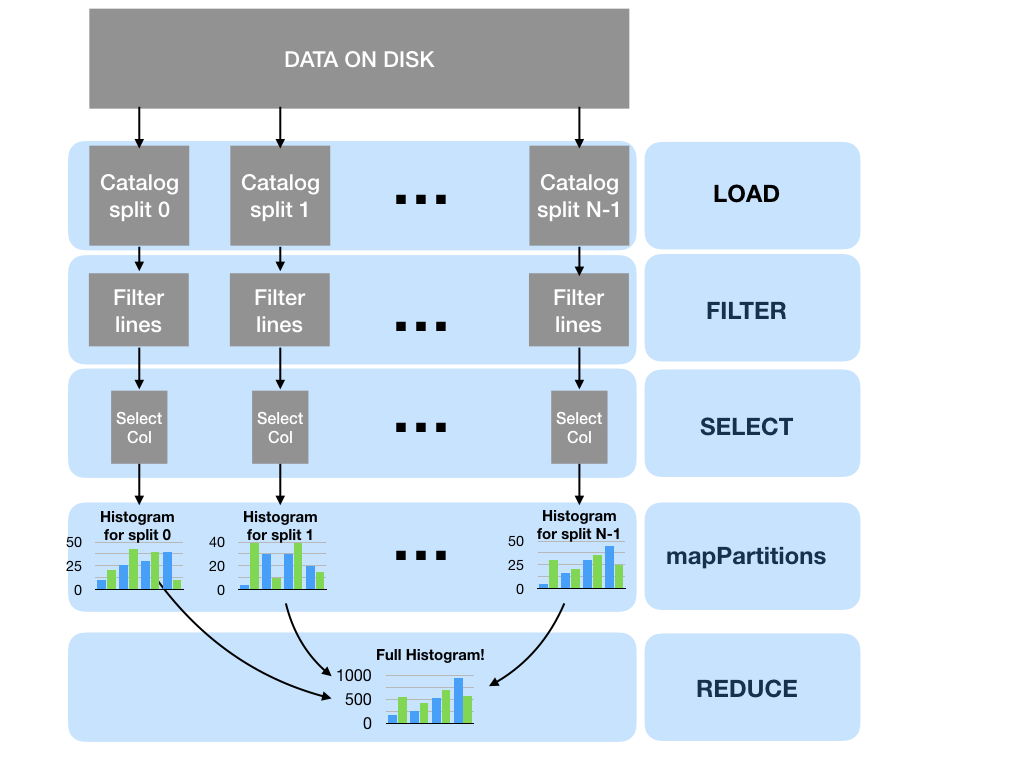 DATA ON DISK
Catalog
split 0
Catalog
split 1
...
Catalog
split N-1
LOAD
Filter
lines
Filter
lines
...
Filter
lines
FILTER
Select
Col
Select
Col
...
Select
Col
SELECT
Histogram
for split 0
50
25
0
Histogram
for split 1
40
20
0
...
Histogram
for split N-1
50
25
0
mapPartitions
Full Histogram!
1000
500
0
REDUCE